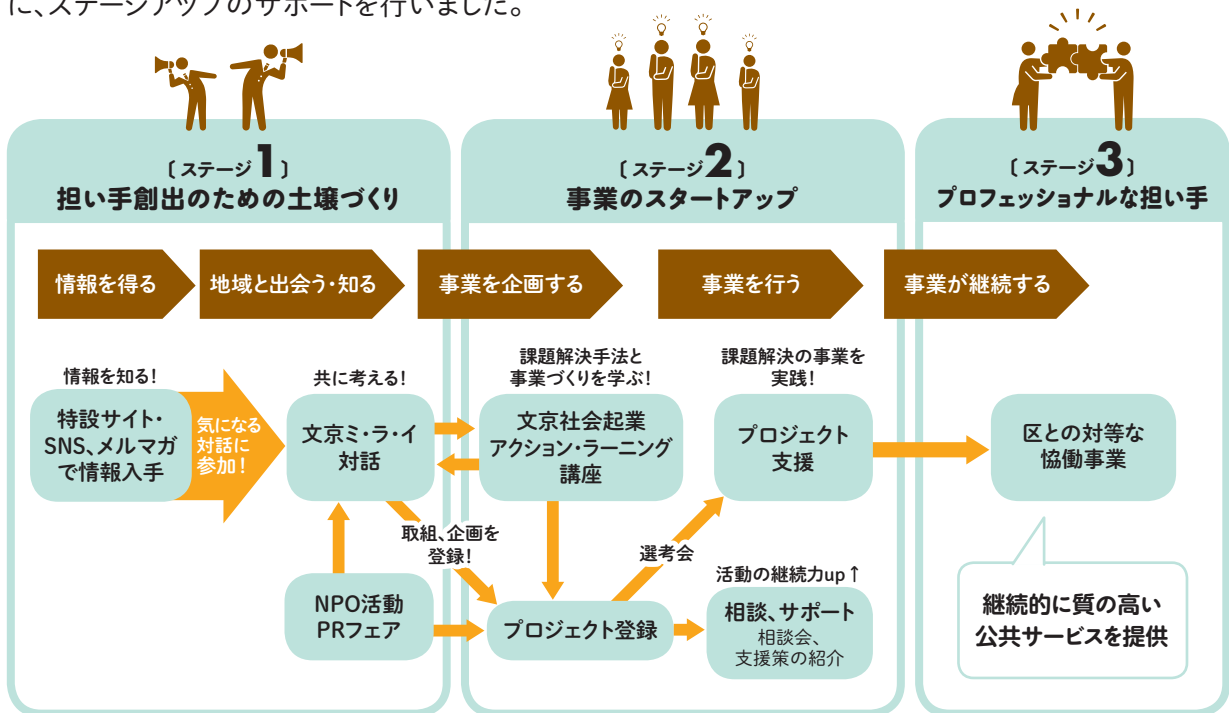 に、ステージアップのサポートを行いました。
〔ステージ1〕
担い手創出のための土壌づくり
〔ステージ2〕
事業のスタートアップ
〔ステージ3〕
プロフェッショナルな担い手
情報を得る
地域と出会う・知る
事業を企画する
事業を行う
事業が継続する
情報を知る!
特設サイト・
SNS、メルマガ
で情報入手
気になる
対話に
参加!
共に考える!
文京ミ・ラ・イ
対話
課題解決手法と
事業づくりを学ぶ!
文京社会起業
アクション・ラーニング
講座
課題解決の事業を
実践!
プロジェクト
支援
区との対等な
協働事業
取組、企画を
登録!
選考会
NPO活動
PRフェア
プロジェクト登録
活動の継続力up↑
相談、サポート
相談会、
支援策の紹介
継続的に質の高い
公共サービスを提供